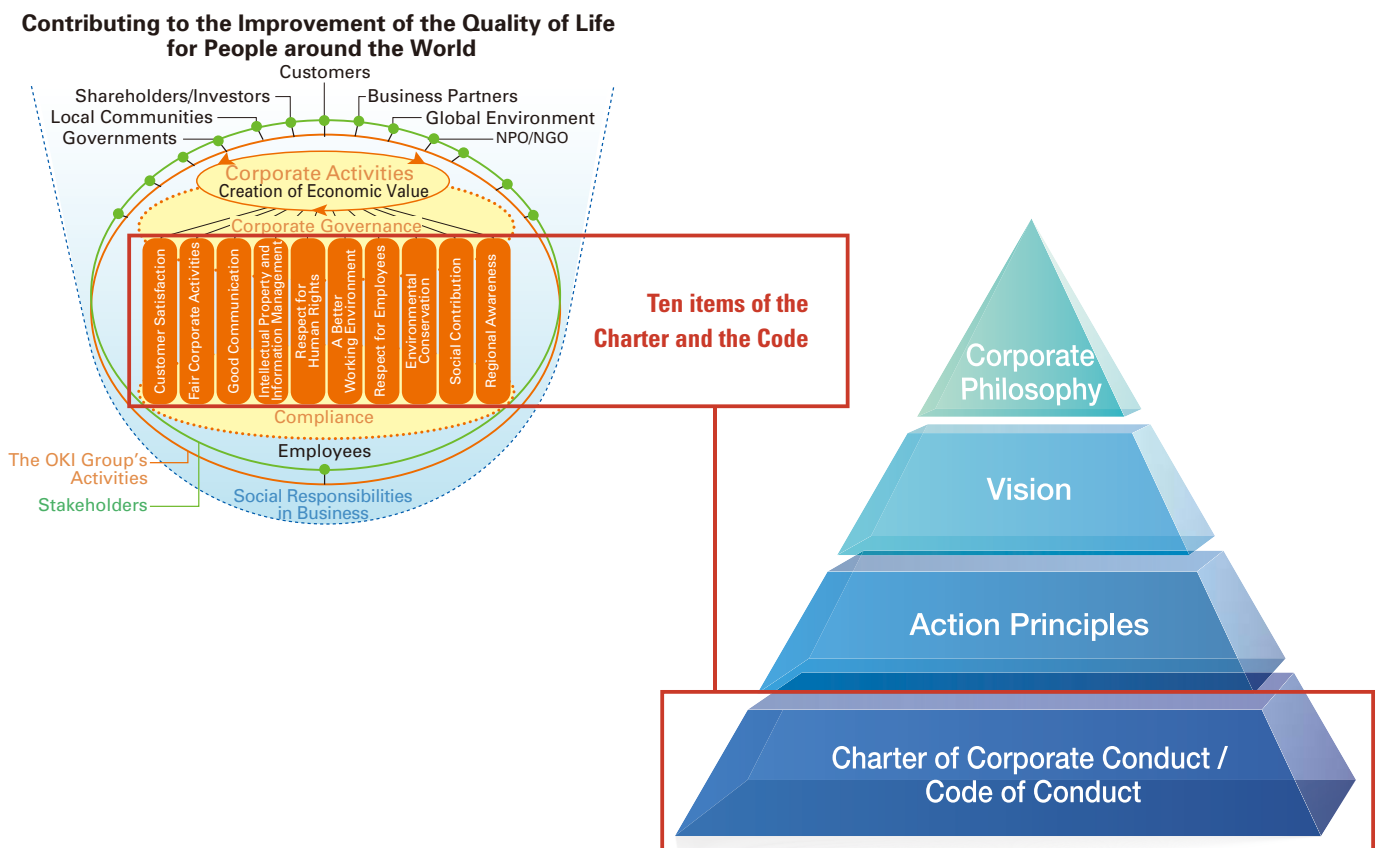 Contributing to the Improvement of the Quality of Life
for People around the World
Customers
Shareholders/Investors
Business Partners
Local Communities
Global Environment
Governments
NPO/NGO
Corporate Activities
Creation of Economic Value
Corporate Governance
Customer Satisfaction
Fair Corporate Activities
Good Communication
Intellectual Property and
Information Management
Respect for
Human Rights
A Better
Working Environment
Respect for Employees
Environmental
Conservation
Social Contribution
Regional Awareness
Ten items of the
Charter and the Code
Compliance
Employees
The OKI Group's
Activities
Stakeholders
Social Responsibilities
in Business
Corporate
Philosophy
Vision
Action Principles
Charter of Corporate Conduct /
Code of Conduct